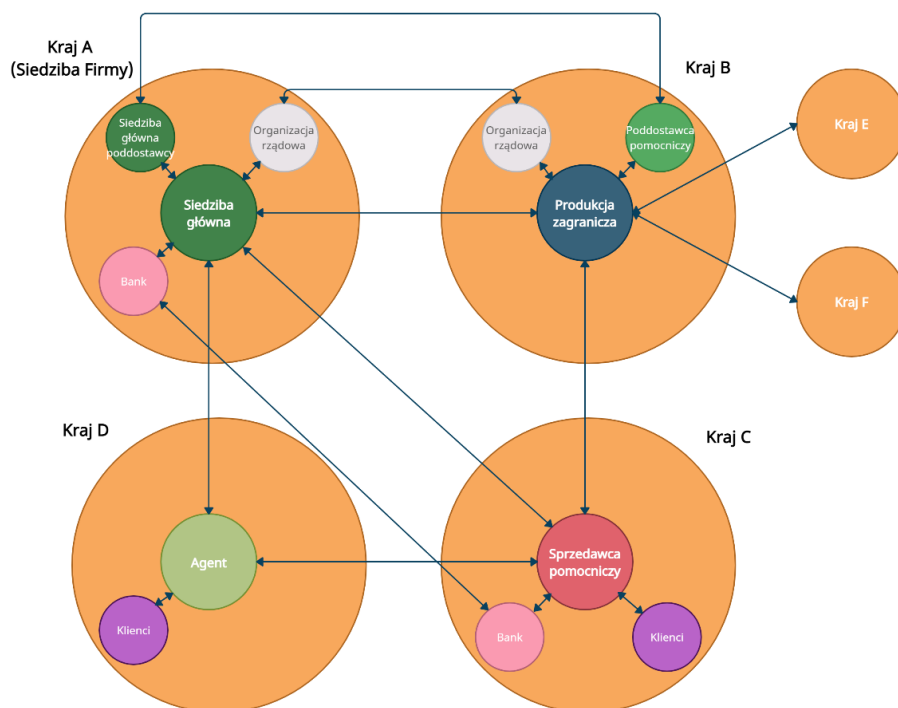 Kraj A
(Siedziba Firmy)
Kraj B
Siedziba
główna
poddostawcy
Organizacja
rządowa
Organizacja
rządowa
Poddostawca
pomocniczy
Kraj E
Siedziba
główna
Produkcja
zagranicza
Bank
Kraj F
Kraj D
Kraj C
Agent
Sprzedawca
pomocniczy
Klienci
Bank
Klienci